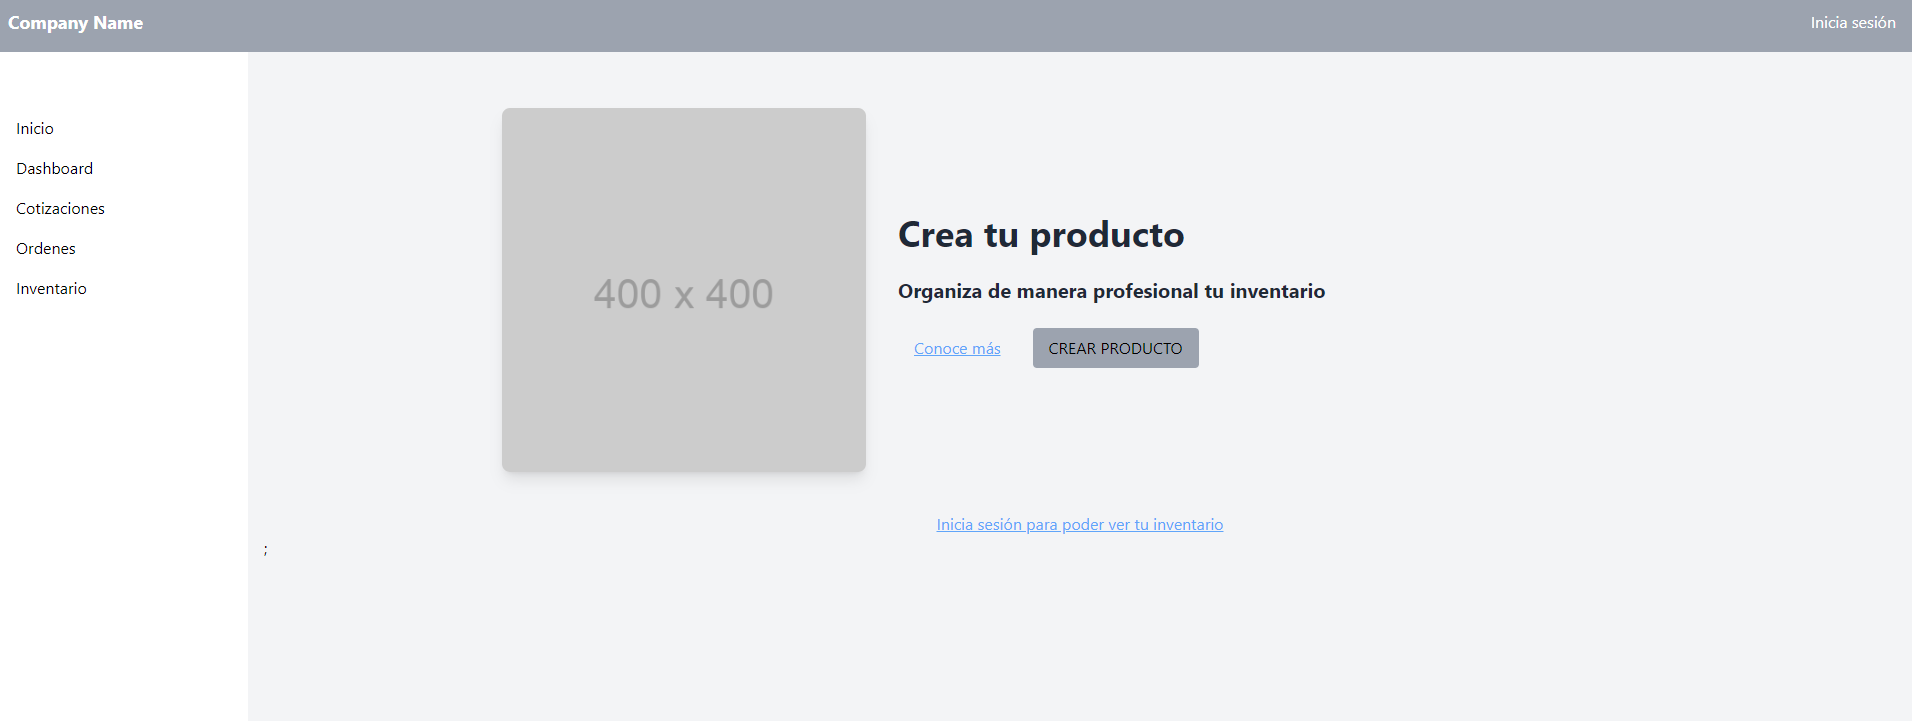 Company Name
Inicia sesión
Inicio
Dashboard
Cotizaciones
Ordenes
Inventario
400 x 400
Crea tu producto
Organiza de manera profesional tu inventario
Conoce más
CREAR PRODUCTO
Inicia sesión para poder ver tu inventario
;